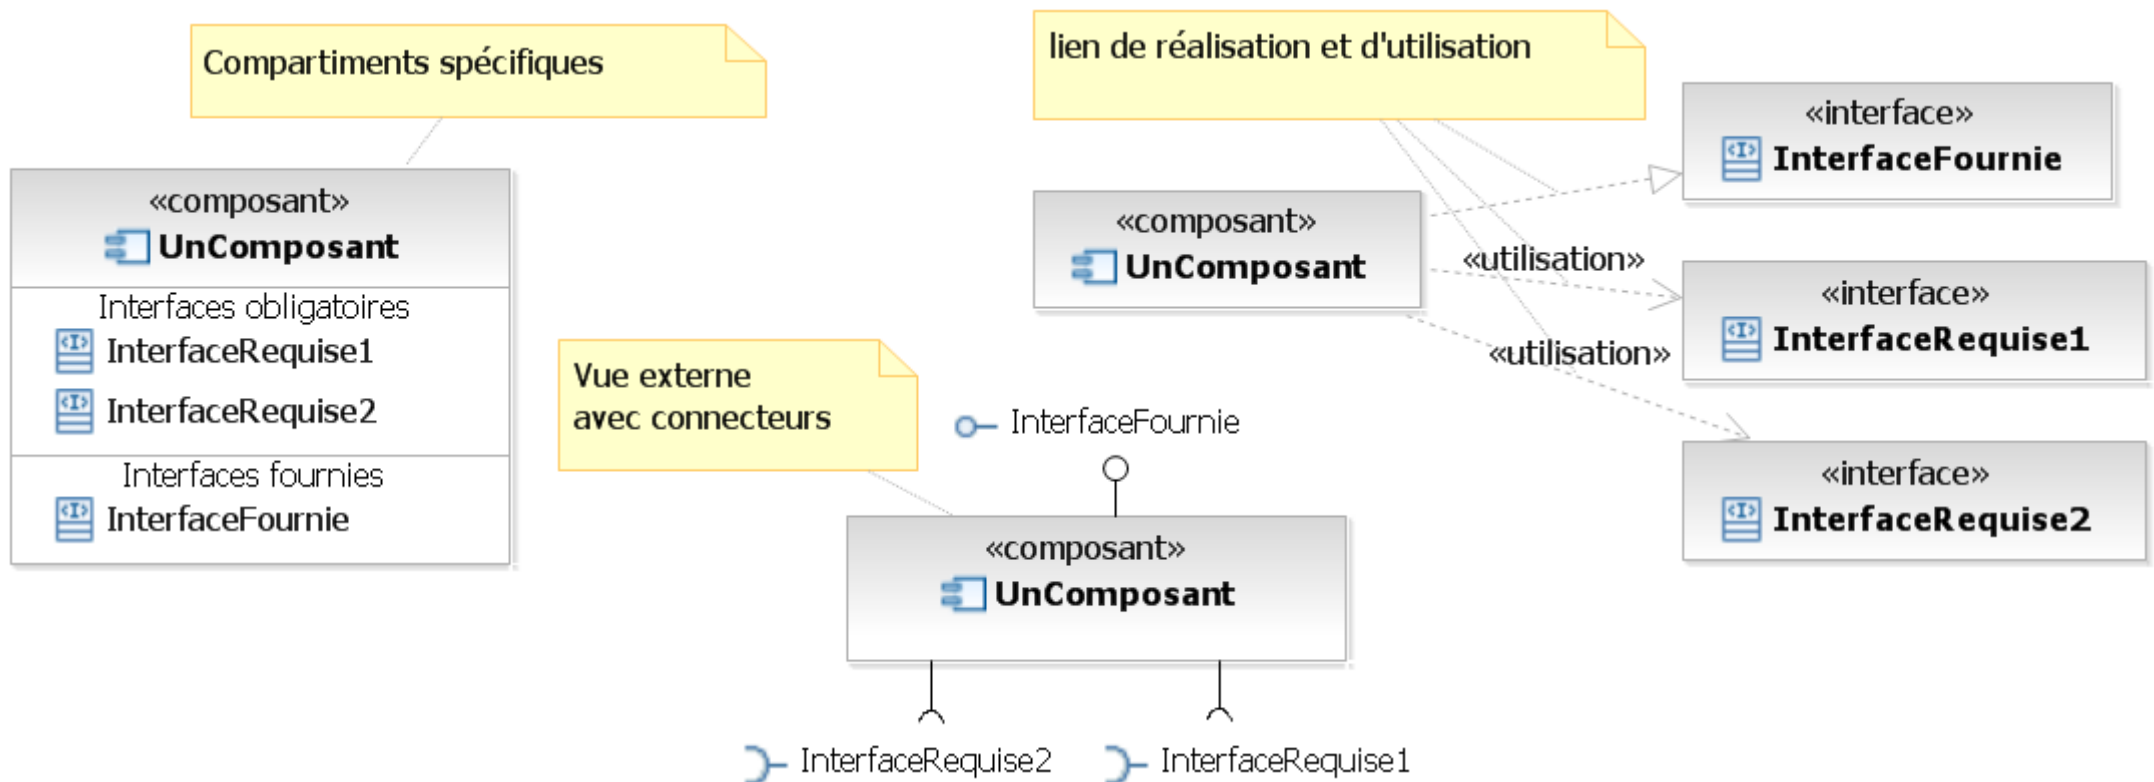 Compartiments spécifiques
«composant»
UnComposant
Interfaces obligatoires
InterfaceRequise1
InterfaceRequise2
Interfaces fournies
InterfaceFournie
Vue externe
avec connecteurs
InterfaceFournie
«composant»
UnComposant
InterfaceRequise2
InterfaceRequise1
lien de réalisation et d'utilisation
«composant»
UnComposant
«utilisation»
«utilisation»
«interface»
InterfaceFournie
«interface»
InterfaceRequise1
«interface»
InterfaceRequise2